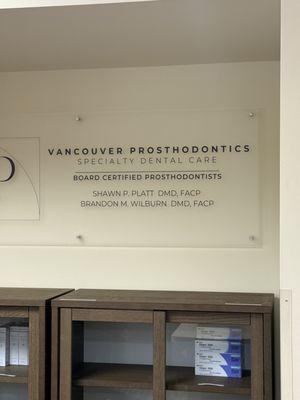 VANCOUVER PROSTHODONTICS
SPECIALTY DENTAL CARE
BOARD CERTIFIED PROSTHODONTISTS
SHAWN P. PLATT DMD, FACP
BRANDON M. WILBURN DMD, FACP